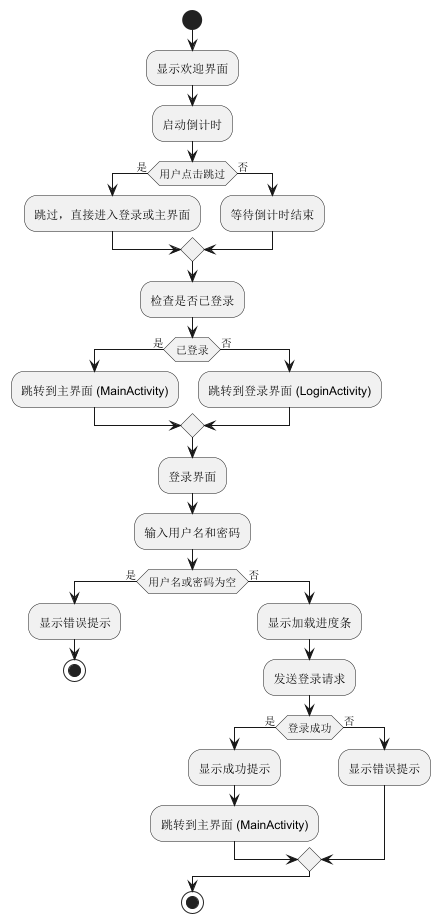 显示欢迎界面
启动倒计时
是
用户点击跳过
否
跳过，直接进入登录或主界面
等待倒计时结束
检查是否已登录
是
已登录
否
跳转到主界面 (MainActivity)
跳转到登录界面 (LoginActivity)
登录界面
输入用户名和密码
是
用户名或密码为空
否
显示错误提示
显示加载进度条
发送登录请求
是
登录成功
否
显示成功提示
显示错误提示
跳转到主界面 (MainActivity)